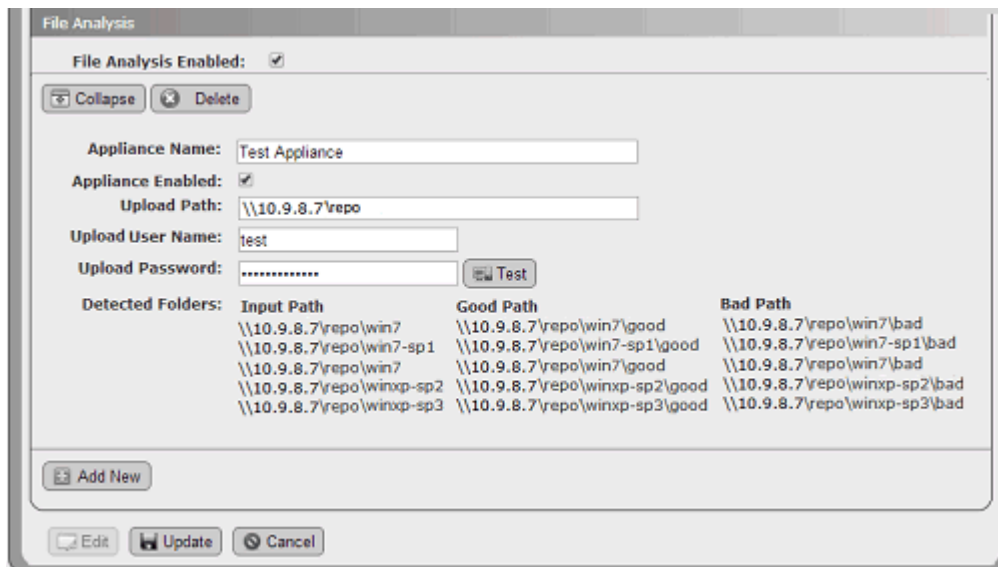 File Analysis
File Analysis Enabled:
Collapse Delete
Appliance Name: Test Appliance
Appliance Enabled:
Upload Path: \\10.9.8.7\repo
Upload User Name: test
Upload Password: ••••••••••••• Test
Detected Folders: Input Path Good Path Bad Path
\\10.9.8.7\repo\win7 \\10.9.8.7\repo\win7\good \\10.9.8.7\repo\win7\bad
\\10.9.8.7\repo\win7-sp1 \\10.9.8.7\repo\win7-sp1\good \\10.9.8.7\repo\win7-sp1\bad
\\10.9.8.7\repo\win7 \\10.9.8.7\repo\win7\good \\10.9.8.7\repo\win7\bad
\\10.9.8.7\repo\winxp-sp2 \\10.9.8.7\repo\winxp-sp2\good \\10.9.8.7\repo\winxp-sp2\bad
\\10.9.8.7\repo\winxp-sp3 \\10.9.8.7\repo\winxp-sp3\good \\10.9.8.7\repo\winxp-sp3\bad
Add New
Edit Update Cancel